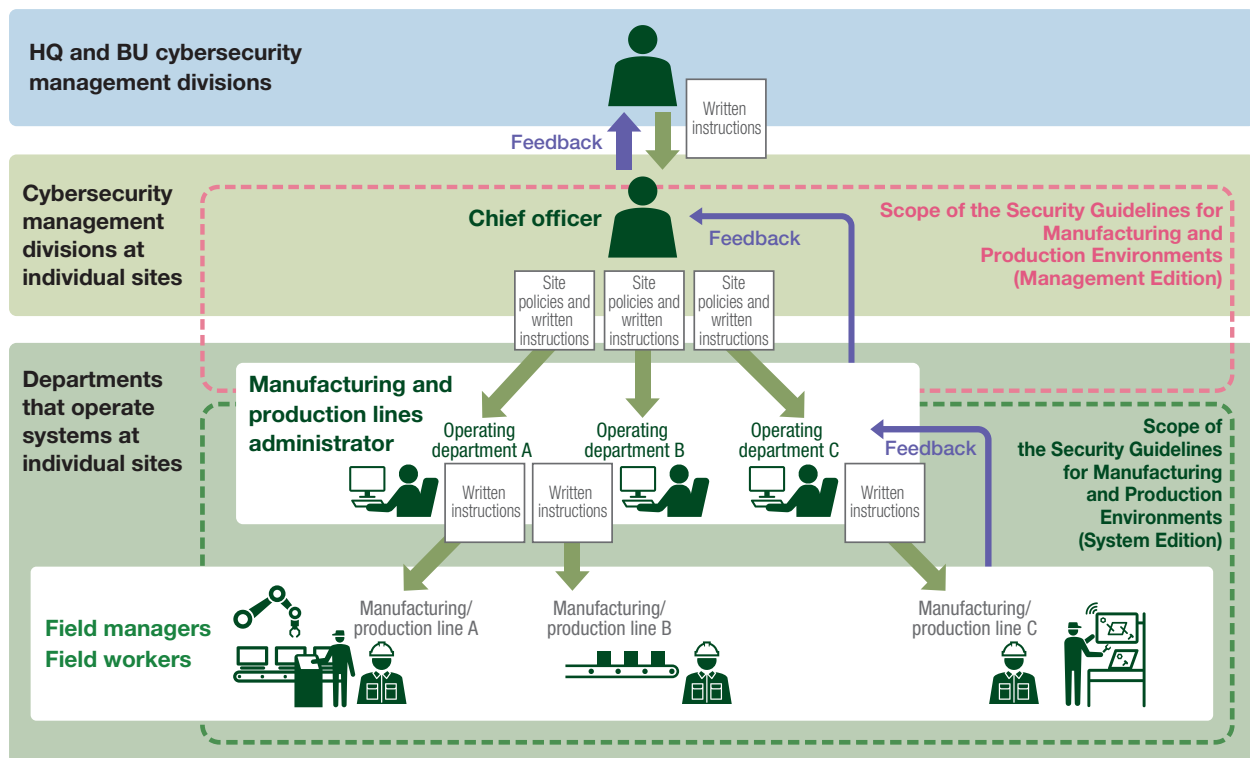 HQ and BU cybersecurity
management divisions
Written
instructions
Feedback
Cybersecurity
management
divisions at
individual sites
Chief officer
Feedback
Scope of the Security Guidelines for
Manufacturing and
Production Environments
(Management Edition)
Site
policies and
written
instructions
Site
policies and
written
instructions
Site
policies and
written
instructions
Departments
that operate
systems at
individual sites
Manufacturing and
production lines
administrator
Operating
department A
Operating
department B
Operating
department C
Feedback
Scope of
the Security Guidelines
for Manufacturing
and Production
Environments
(System Edition)
Written
instructions
Written
instructions
Written
instructions
Field managers
Field workers
Manufacturing/
production line A
Manufacturing/
production line B
Manufacturing/
production line C